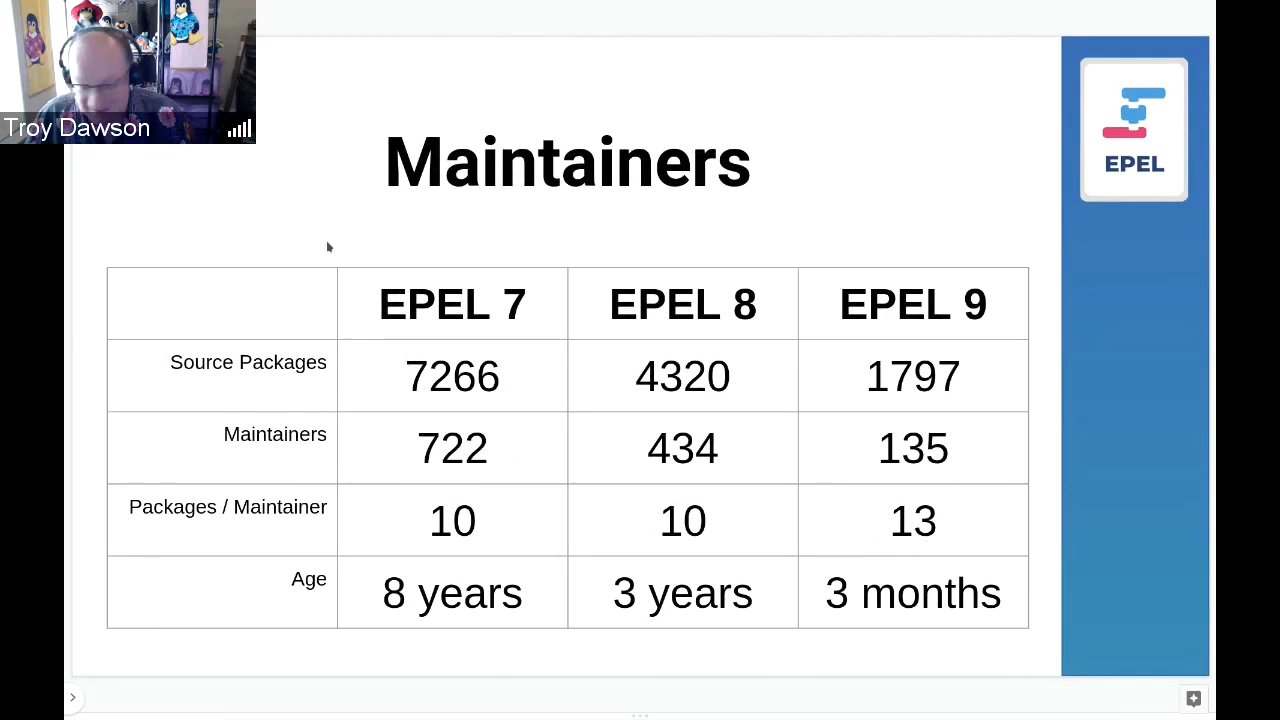 Troy Dawson
Maintainers
EPEL
EPEL 7 EPEL 8 EPEL 9
Source Packages 7266 4320 1797
Maintainers 722 434 135
Packages / Maintainer 10 10 13
Age 8 years 3 years 3 months